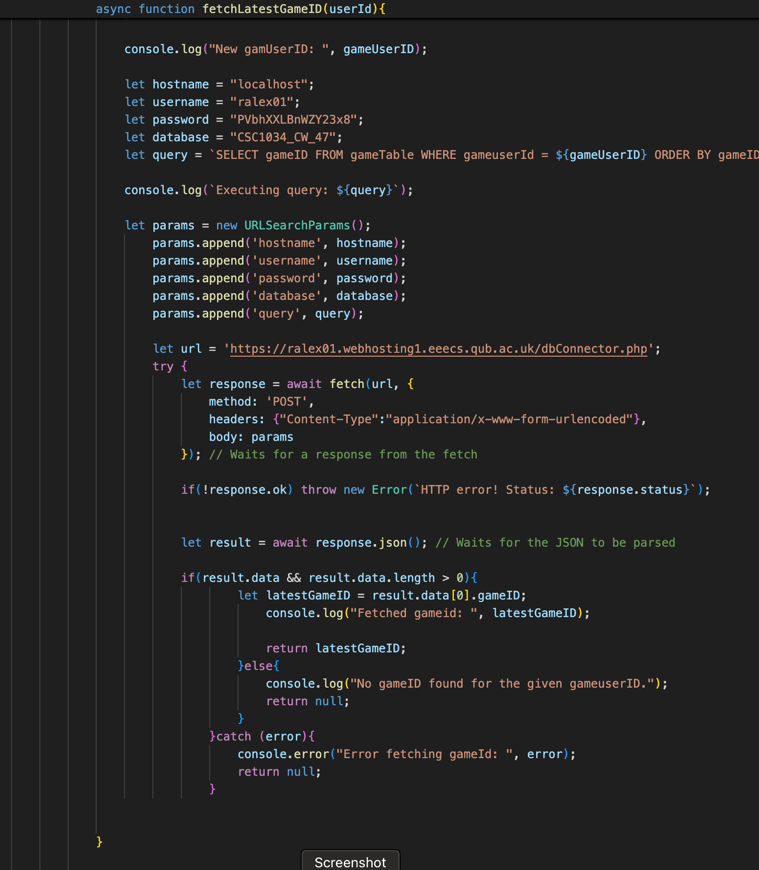 async function fetchLatestGameID(userId){
console.log("New gamUserID: ", gameUserID);
let hostname = "localhost";
let username = "ralex01";
let password = "PVbhXXLBnWZY23x8";
let database = "CSC1034_CW_47";
let query = `SELECT gameID FROM gameTable WHERE gameuserId = ${gameUserID} ORDER BY gameID
console.log(`Executing query: ${query}`);
let params = new URLSearchParams();
params.append('hostname', hostname);
params.append('username', username);
params.append('password', password);
params.append('database', database);
params.append('query', query);
let url = 'https://ralex01.webhosting1.eeecs.qub.ac.uk/dbConnector.php';
try {
let response = await fetch(url, {
method: 'POST',
headers: {"Content-Type":"application/x-www-form-urlencoded"},
body: params
}); // Waits for a response from the fetch
if(!response.ok) throw new Error(`HTTP error! Status: ${response.status}`);
let result = await response.json(); // Waits for the JSON to be parsed
if(result.data && result.data.length > 0){
let latestGameID = result.data[0].gameID;
console.log("Fetched gameid: ", latestGameID);
return latestGameID;
}else{
console.log("No gameID found for the given gameuserID.");
return null;
}
}catch (error){
console.error("Error fetching gameId: ", error);
return null;
}
}
Screenshot